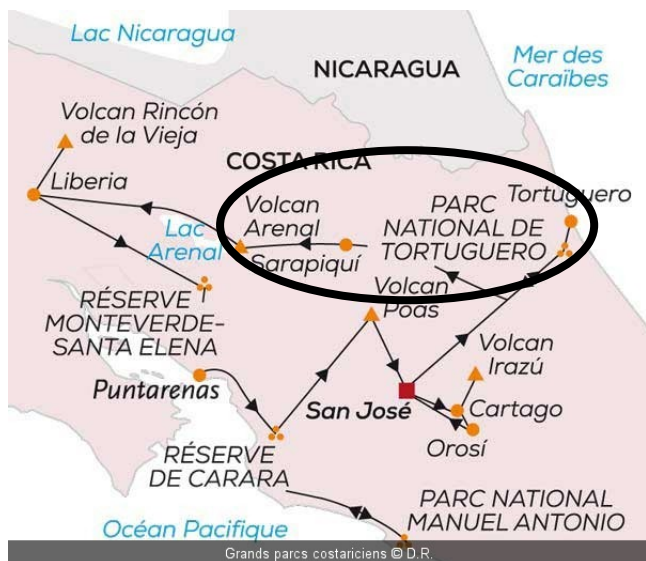 Lac Nicaragua
NICARAGUA
Mer des
Caraïbes
Volcan Rincón
de la Vieja
COSTA RICA
Liberia
Volcan
Arenal
Tortuguero
PARC
NATIONAL DE
TORTUGUERO
Lac
Arenal
Sarapiquí
Volcan
Poas
RÉSERVE
MONTEVERDE-
SANTA ELENA
Volcan
Irazú
Puntarenas
San José
Cartago
Orosí
RÉSERVE
DE CARARA
PARC NATIONAL
MANUEL ANTONIO
Océan Pacifique
Grands parcs costariciens © D.R.